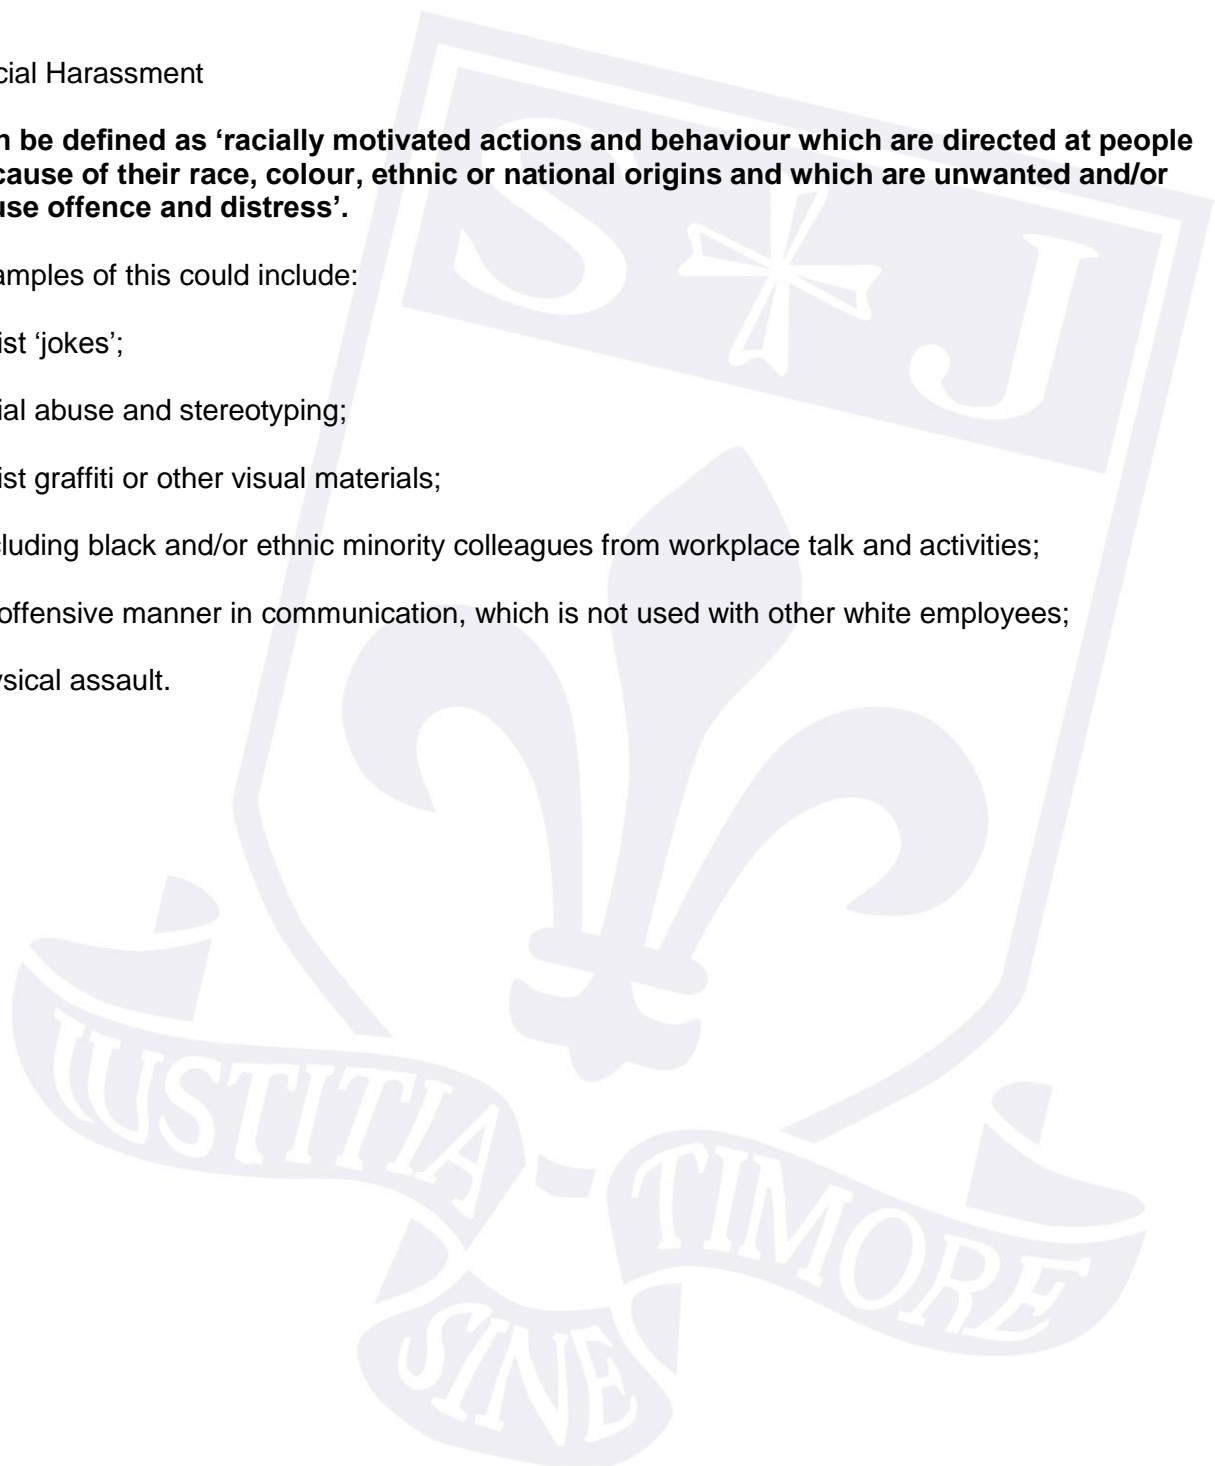 cial Harassment
n be defined as ‘racially motivated actions and behaviour which are directed at people
cause of their race, colour, ethnic or national origins and which are unwanted and/or
use offence and distress’.
amples of this could include:
ist ‘jokes’;
ial abuse and stereotyping;
ist graffiti or other visual materials;
cluding black and/or ethnic minority colleagues from workplace talk and activities;
offensive manner in communication, which is not used with other white employees;
ysical assault.
S J
IUSTITIA
SINE
TIMORE